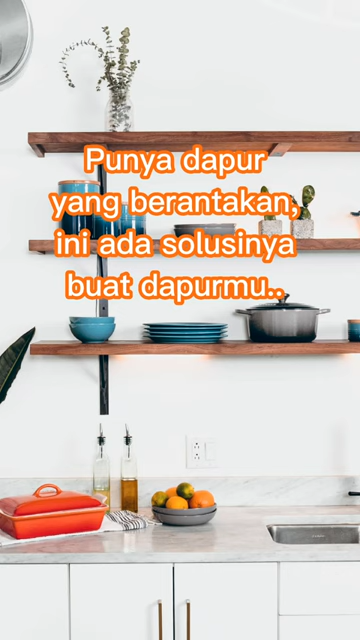 Punya dapur
yang berantakan,
ini ada solusinya
buat dapurmu..